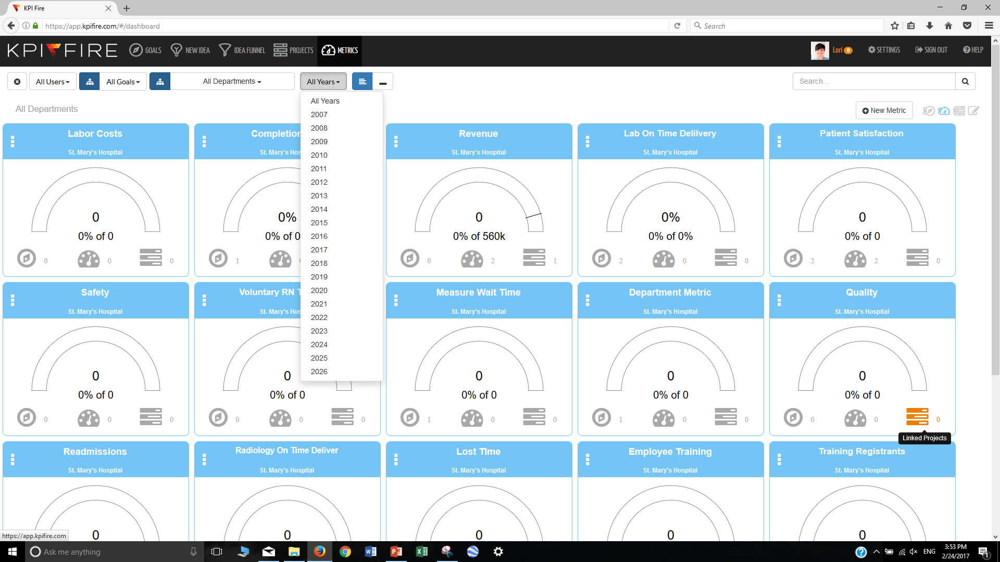 KPI Fire
https://app.kpifire.com/#/dashboard
Search
KPI FIRE
GOALS
NEW IDEA
IDEA FUNNEL
PROJECTS
METRICS
Lori 0
SETTINGS
SIGN OUT
HELP
All Users
All Goals
All Departments
All Years
Search...
All Years
2007
2008
2009
2010
2011
2012
2013
2014
2015
2016
2017
2018
2019
2020
2021
2022
2023
2024
2025
2026
All Departments
New Metric
Labor Costs
St. Mary's Hospital
0
0% of 0
0 0 0
Completion
St. Mary's Hos
0%
0% of 0
1
Revenue
St. Mary's Hospital
0
0% of 560k
0 2 1
Lab On Time Delilvery
St. Mary's Hospital
0%
0% of 0%
2 0 0
Patient Satisfaction
St. Mary's Hospital
0
0% of 0
2 2 0
Safety
St. Mary's Hospital
0
0% of 0
0 0 0
Voluntary RN T
St. Mary's Hos
0
0% of 0
0 0 0
Measure Wait Time
St. Mary's Hospital
0
0% of 0
1 0 0
Department Metric
St. Mary's Hospital
0
0% of 0
1 0 0
Quality
St. Mary's Hospital
0
0% of 0
0 0 0
Linked Projects
Readmissions
St. Mary's Hospital
0
Radiology On Time Deliver
St. Mary's Hospital
0
Lost TIme
St. Mary's Hospital
0
Employee Training
St. Mary's Hospital
0
Training Registrants
St. Mary's Hospital
0
https://app.kpifire.com
Ask me anything
ENG
3:53 PM
2/24/2017
1